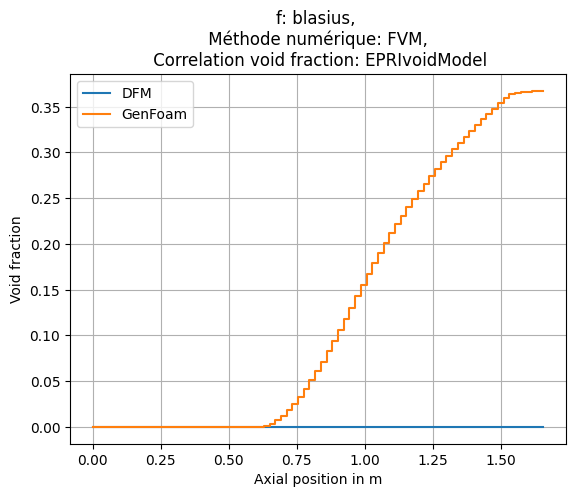 f: blasius,
Méthode numérique: FVM,
Correlation void fraction: EPRIvoidModel
DFM
GenFoam
Void fraction
0.35
0.30
0.25
0.20
0.15
0.10
0.05
0.00
0.00 0.25 0.50 0.75 1.00 1.25 1.50
Axial position in m